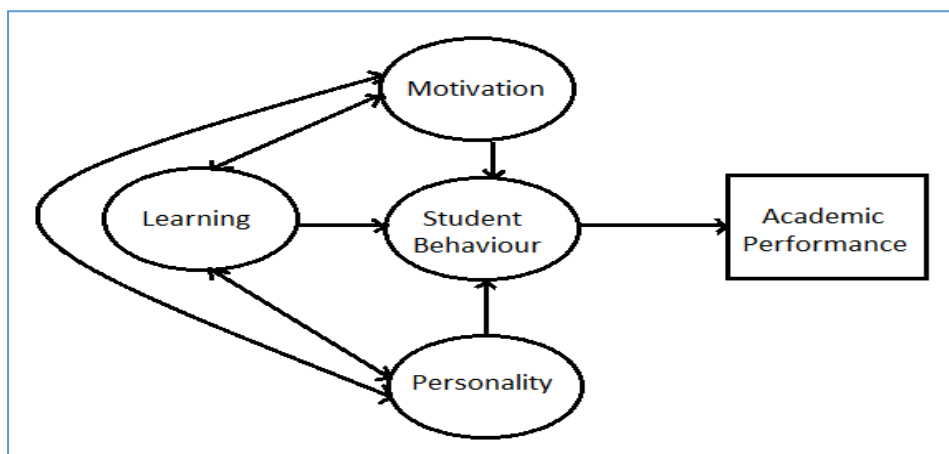 Motivation
Learning
Student
Behaviour
Academic
Performance
Personality